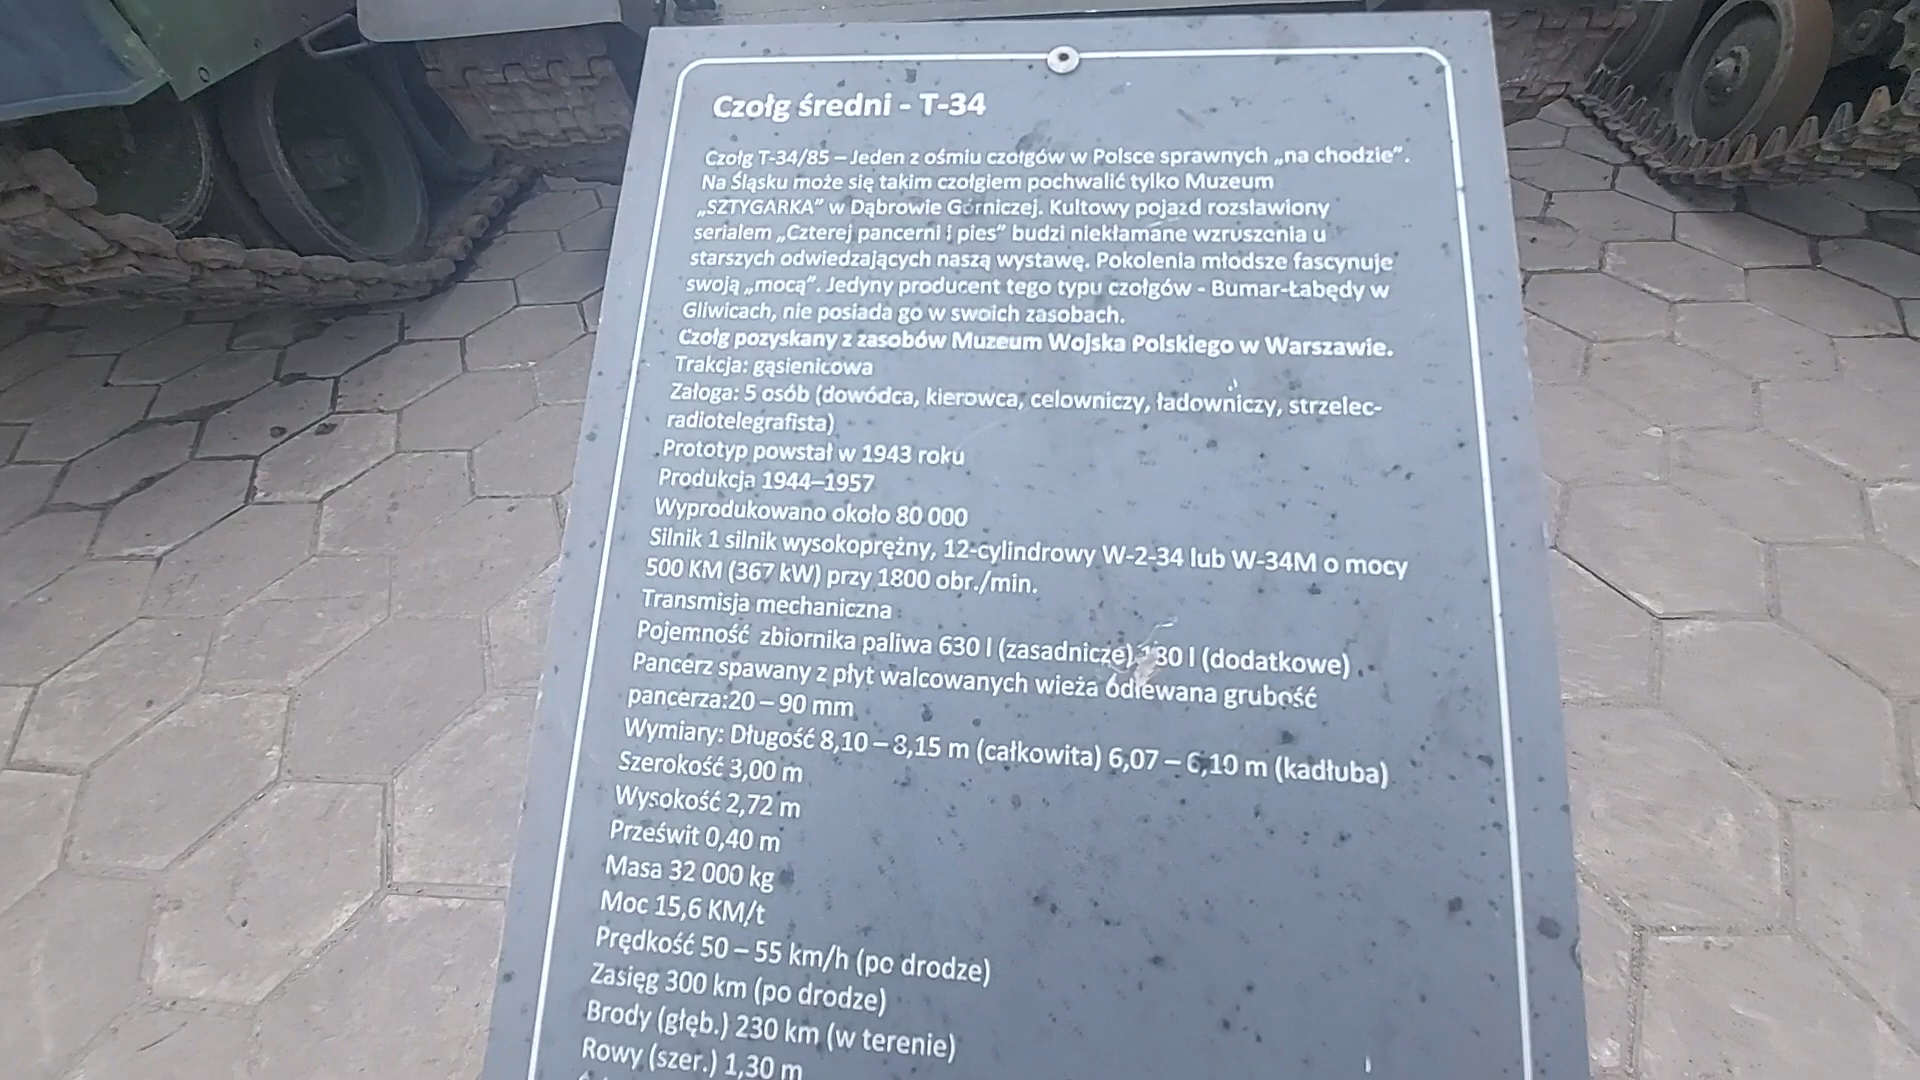 Czołg średni - T-34
Czołg T-34/85 – Jeden z ośmiu czołgów w Polsce sprawnych „na chodzie”.
Na Śląsku może się takim czołgiem pochwalić tylko Muzeum
„SZTYGARKA” w Dąbrowie Górniczej. Kultowy pojazd rozsławiony
serialem „Czterej pancerni i pies” budzi niekłamane wzruszenia u
starszych odwiedzających naszą wystawę. Pokolenia młodsze fascynuje
swoją „mocą”. Jedyny producent tego typu czołgów - Bumar-Łabędy w
Gliwicach, nie posiada go w swoich zasobach.
Czołg pozyskany z zasobów Muzeum Wojska Polskiego w Warszawie.
Trakcja: gąsienicowa
Załoga: 5 osób (dowódca, kierowca, celowniczy, ładowniczy, strzelec-
radiotelegrafista)
Prototyp powstał w 1943 roku
Produkcja 1944–1957
Wyprodukowano około 80 000
Silnik 1 silnik wysokoprężny, 12-cylindrowy W-2-34 lub W-34M o mocy
500 KM (367 kW) przy 1800 obr./min.
Transmisja mechaniczna
Pojemność zbiornika paliwa 630 l (zasadnicze) 180 l (dodatkowe)
Pancerz spawany z płyt walcowanych wieża odlewana grubość
pancerza:20 – 90 mm
Wymiary: Długość 8,10 – 8,15 m (całkowita) 6,07 – 6,10 m (kadłuba)
Szerokość 3,00 m
Wysokość 2,72 m
Prześwit 0,40 m
Masa 32 000 kg
Moc 15,6 KM/t
Prędkość 50 – 55 km/h (po drodze)
Zasięg 300 km (po drodze)
Brody (głęb.) 230 km (w terenie)
Rowy (szer.) 1,30 m